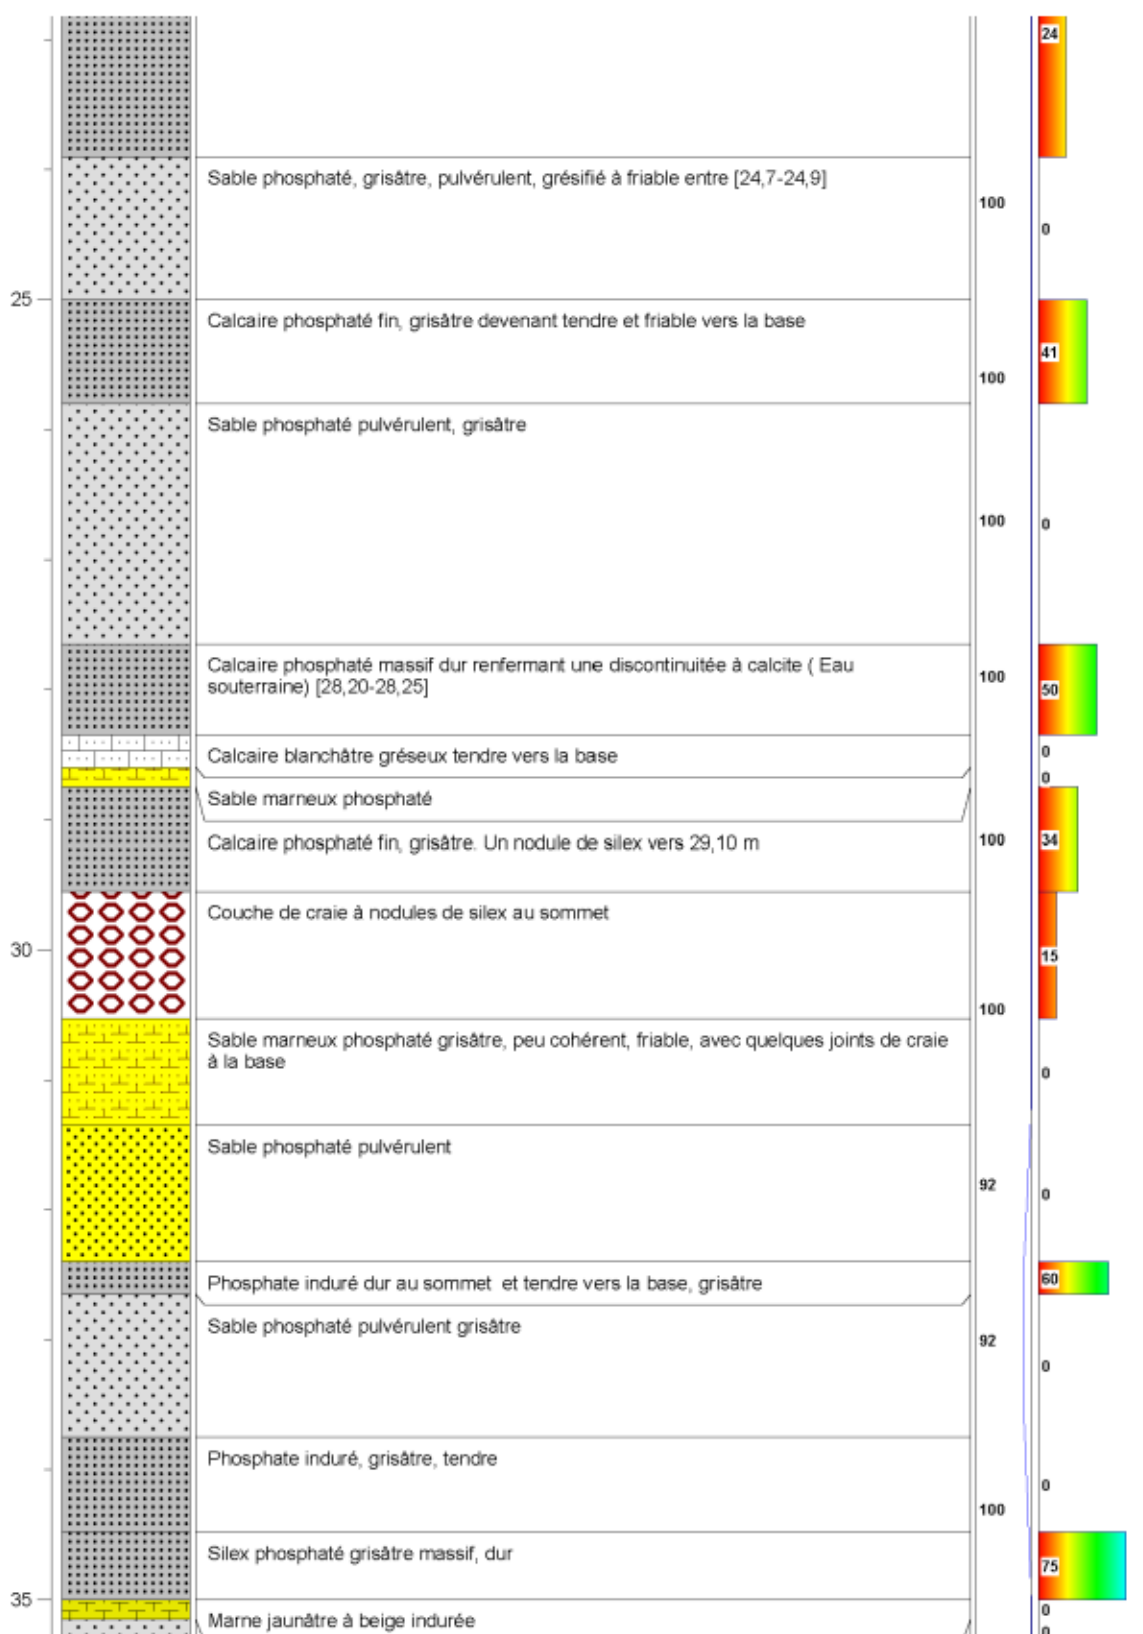 24
Sable phosphaté, grisâtre, pulvérulent, grésifié à friable entre [24,7-24,9]
100
0
25
Calcaire phosphaté fin, grisâtre devenant tendre et friable vers la base
41
100
Sable phosphaté pulvérulent, grisâtre
100
0
Calcaire phosphaté massif dur renfermant une discontinuitée à calcite ( Eau
souterraine) [28,20-28,25]
100
50
Calcaire blanchâtre gréseux tendre vers la base
0
0
Sable marneux phosphaté
Calcaire phosphaté fin, grisâtre. Un nodule de silex vers 29,10 m
100
34
Couche de craie à nodules de silex au sommet
30
15
100
Sable marneux phosphaté grisâtre, peu cohérent, friable, avec quelques joints de craie
à la base
0
Sable phosphaté pulvérulent
92
0
Phosphate induré dur au sommet et tendre vers la base, grisâtre
60
Sable phosphaté pulvérulent grisâtre
92
0
Phosphate induré, grisâtre, tendre
0
100
Silex phosphaté grisâtre massif, dur
75
35
0
Marne jaunâtre à beige indurée
0